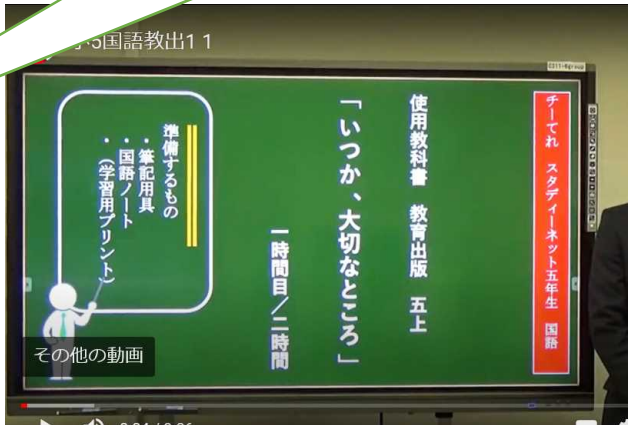 5国語教出1 1
チーてれ スタディーネット五年生 国語
使用教科書 教育出版 五上
「いつか、大切なところ」
一時間目/二時間
準備するもの
・筆記用具
・国語ノート
・（学習用プリント）
その他の動画